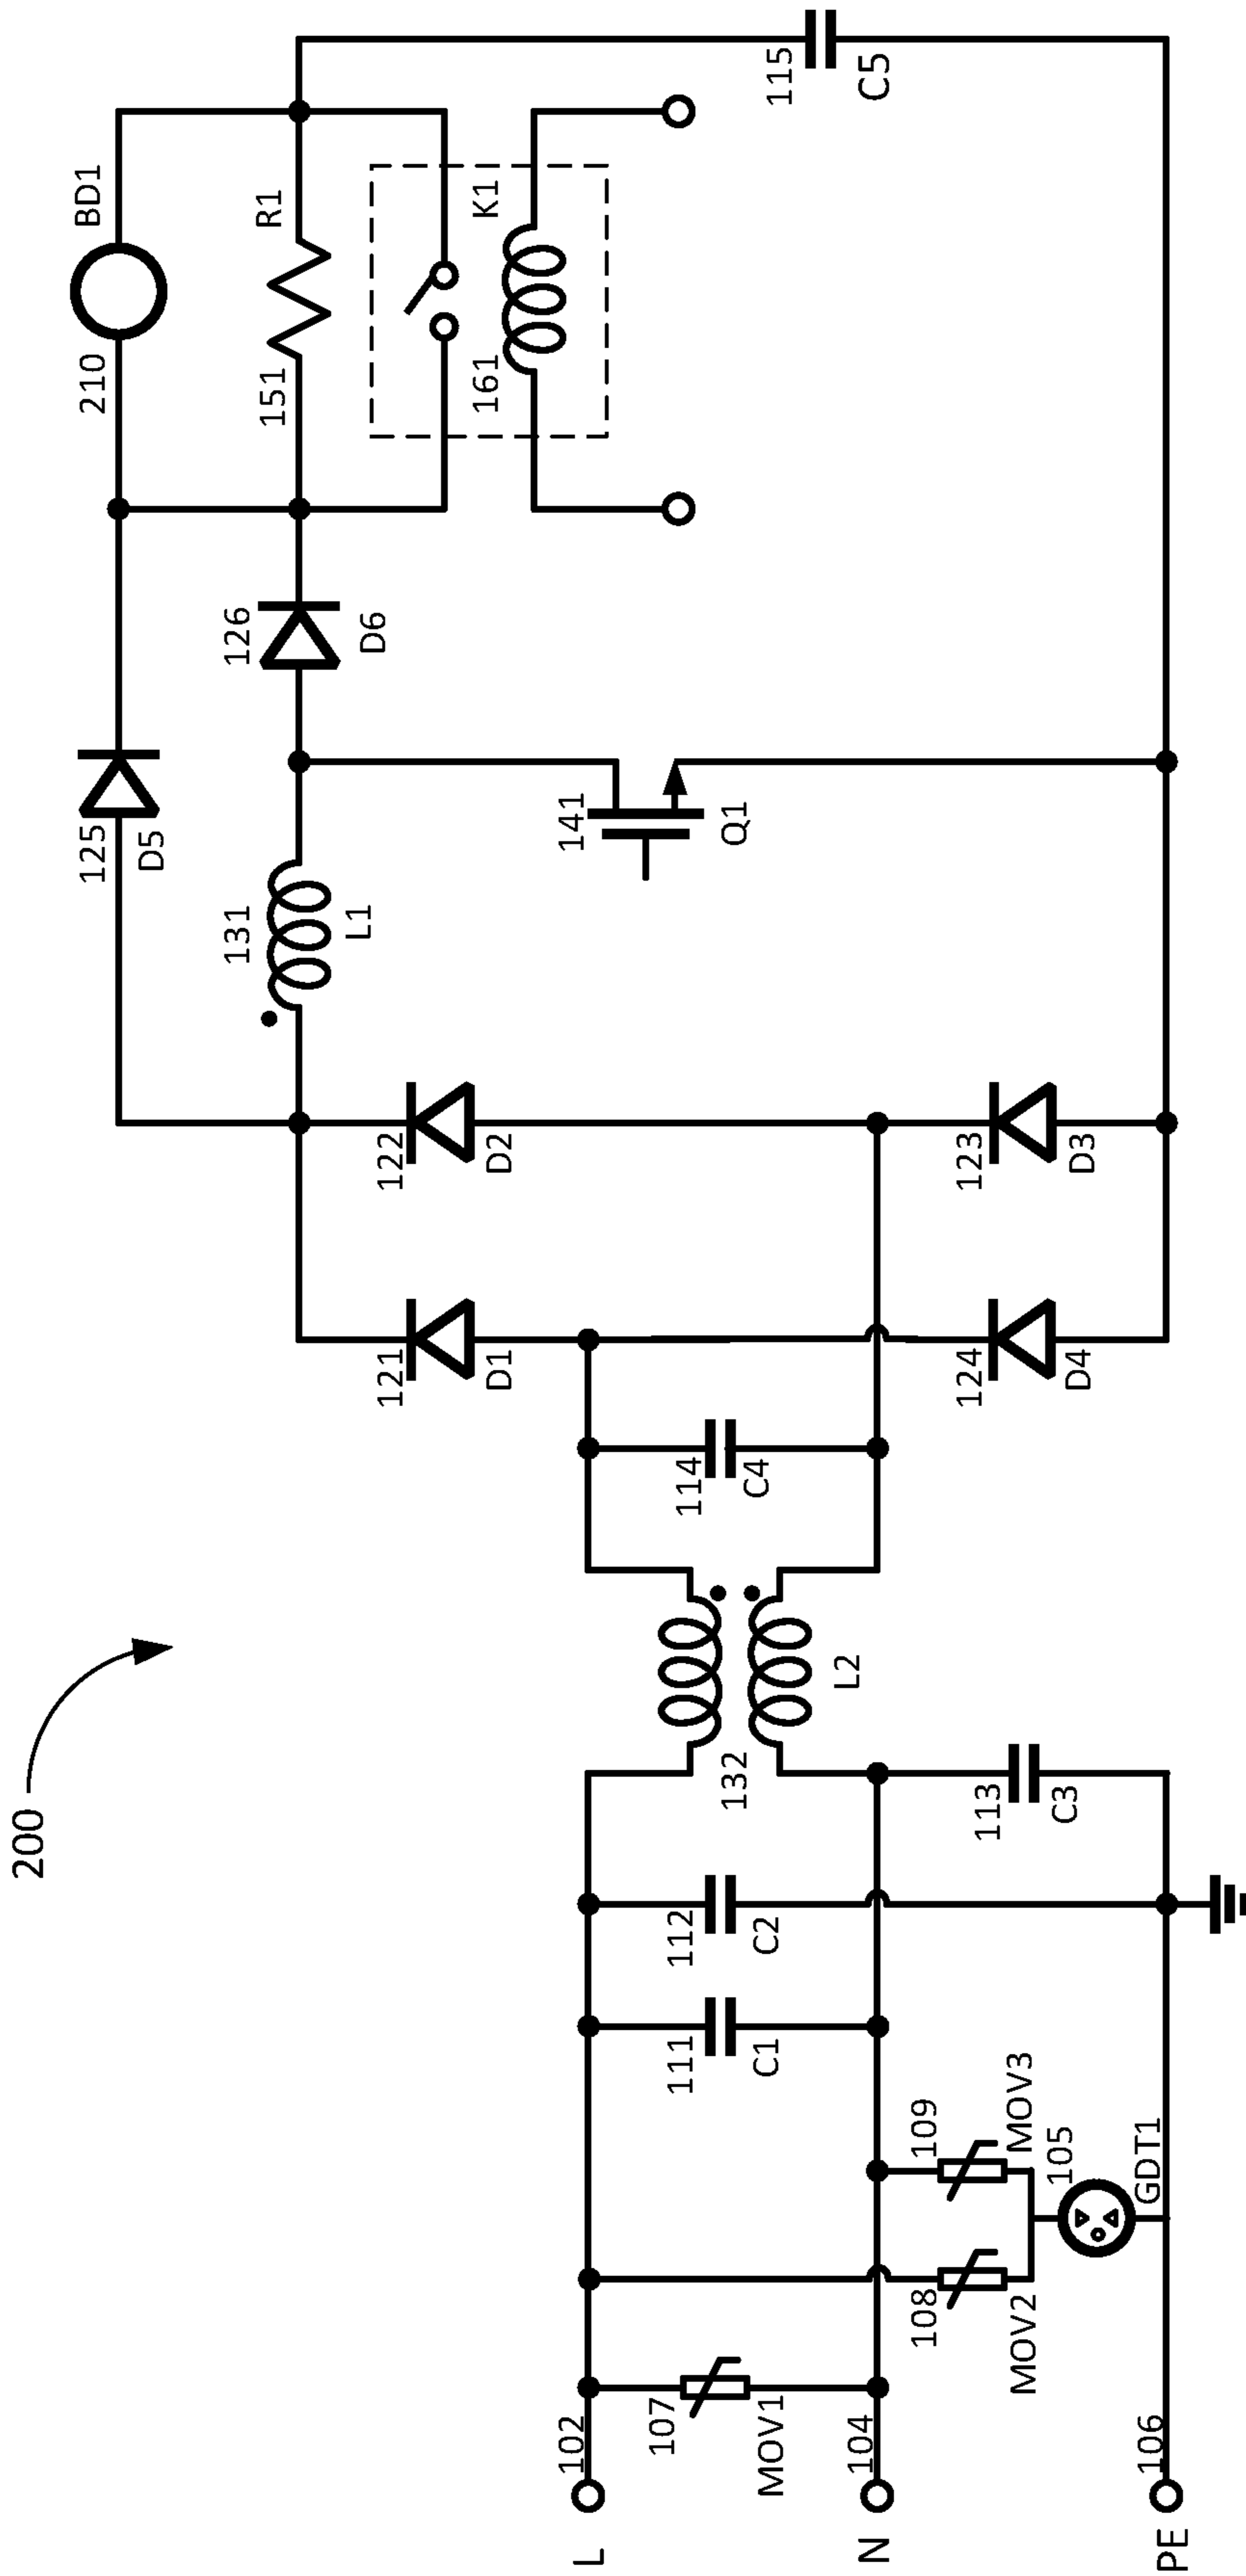 200
L
102
N
104
PE
106
107
MOV1
108
MOV2
109
MOV3
105
GDT1
111
C1
112
C2
113
C3
132
L2
114
C4
121
D1
124
D4
122
D2
123
D3
131
L1
125
D5
141
Q1
126
D6
210
BD1
151
R1
161
K1
115
C5